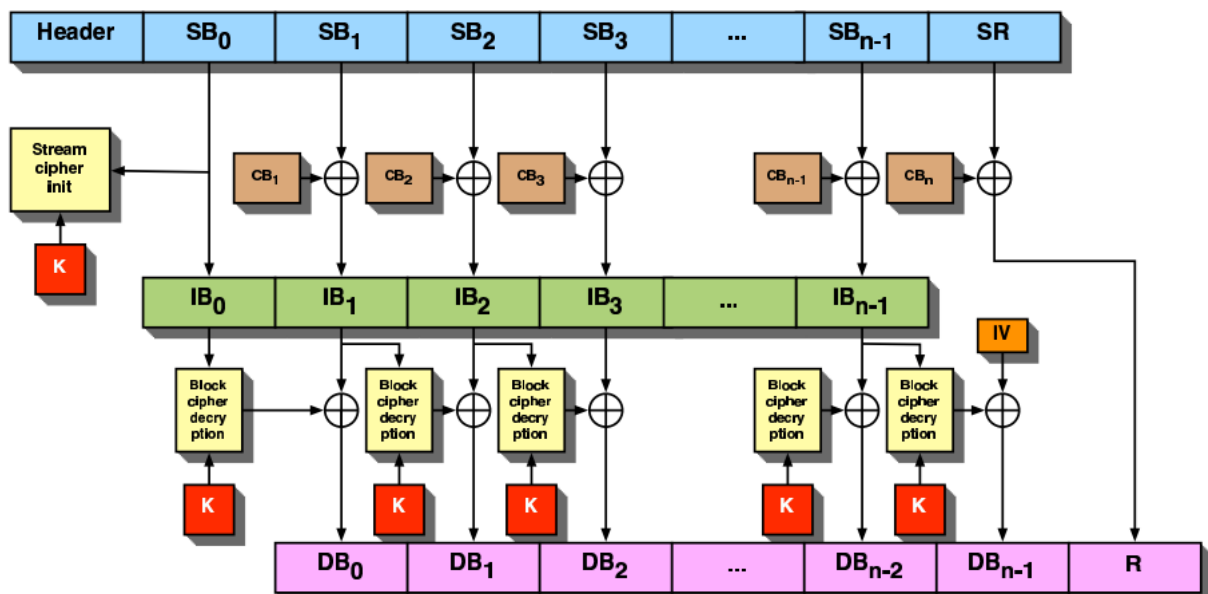 Header SB0 SB1 SB2 SB3 ... SBn-1 SR
Stream
cipher
init
CB1 CB2 CB3 CBn-1 CBn
K
IB0 IB1 IB2 IB3 ... IBn-1
IV
Block
cipher
decry
ption
Block
cipher
decry
ption
Block
cipher
decry
ption
Block
cipher
decry
ption
Block
cipher
decry
ption
K K K K K
DB0 DB1 DB2 ... DBn-2 DBn-1 R